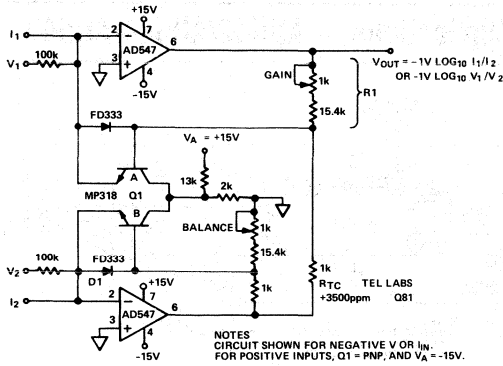 +15V
I1
2
7
AD547
6
3
4
-15V
V1
100k
VOUT = -1V LOG10 I1/I2
OR -1V LOG10 V1/V2
GAIN
1k
R1
15.4k
FD333
VA = +15V
A
MP318
Q1
13k
2k
B
BALANCE
1k
15.4k
V2
100k
FD333
D1
1k
1k
RTC
+3500ppm
TEL LABS
Q81
+15V
I2
2
7
AD547
6
3
4
-15V
NOTES
CIRCUIT SHOWN FOR NEGATIVE V OR IIN.
FOR POSITIVE INPUTS, Q1 = PNP, AND VA = -15V.